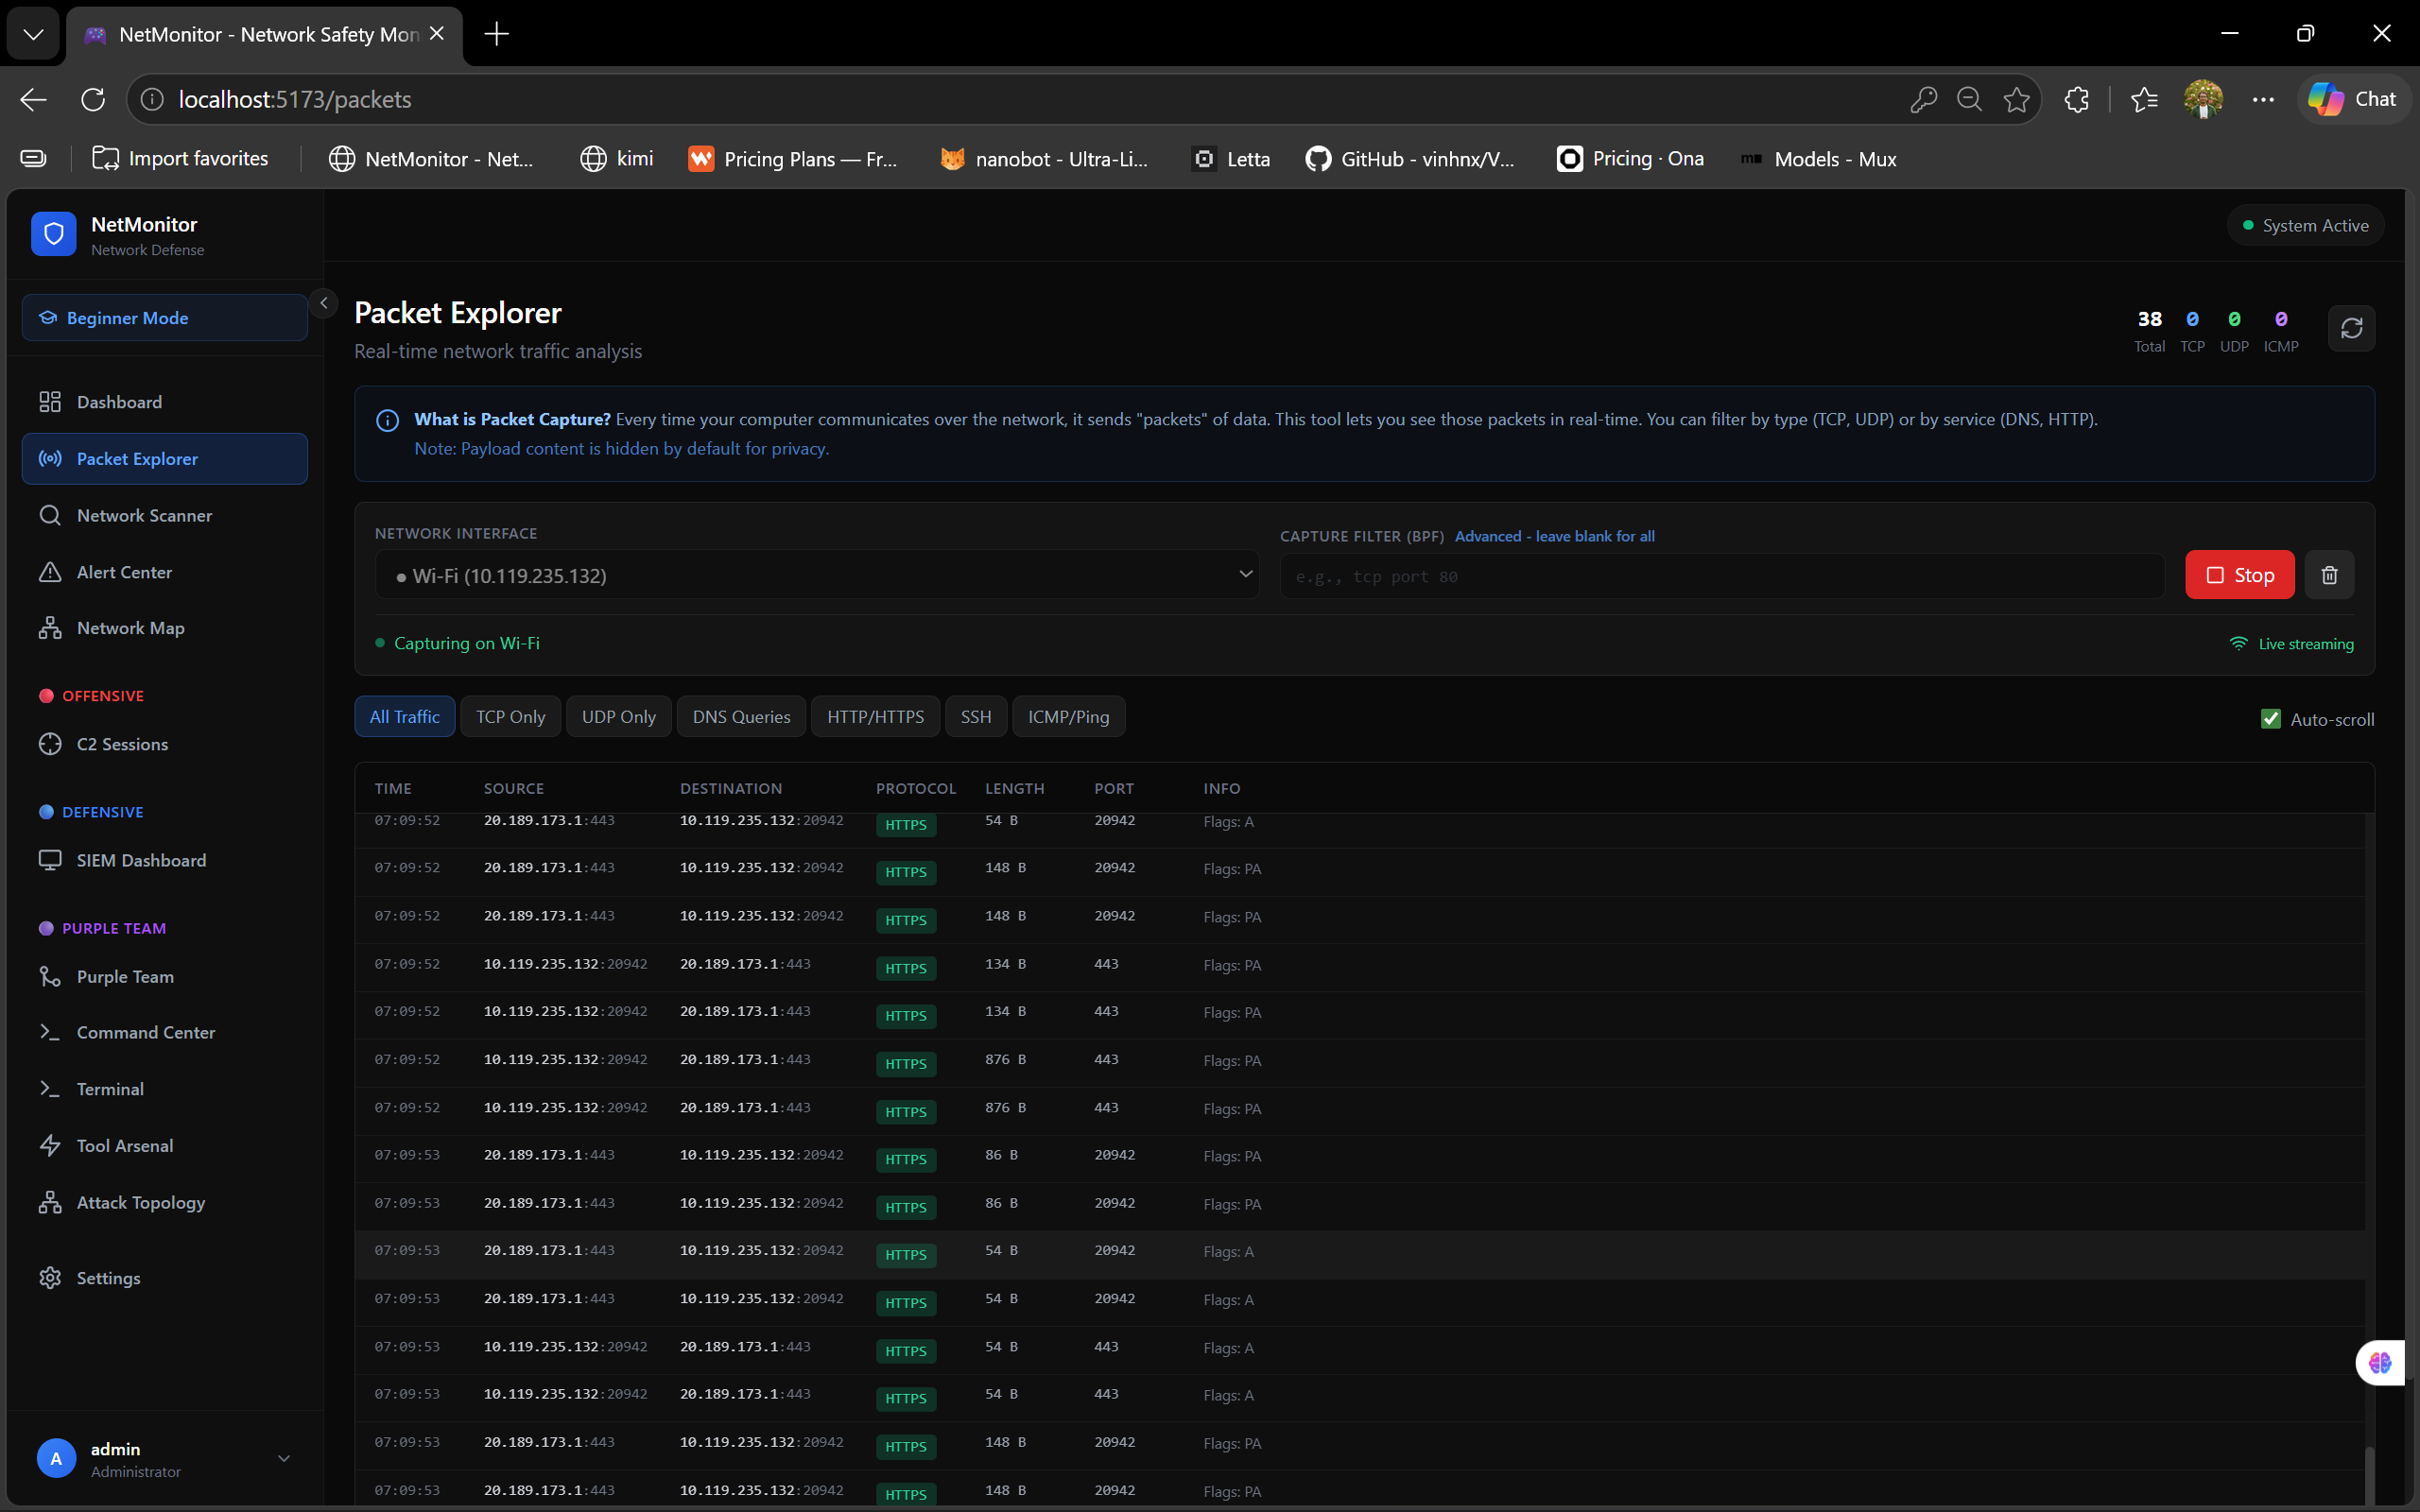 NetMonitor - Network Safety Mon
localhost:5173/packets
Chat
Import favorites
NetMonitor - Net...
kimi
Pricing Plans — Fr...
nanobot - Ultra-Li...
Letta
GitHub - vinhnx/V...
Pricing · Ona
Models - Mux
NetMonitor
Network Defense
System Active
Beginner Mode
Dashboard
Packet Explorer
Network Scanner
Alert Center
Network Map
OFFENSIVE
C2 Sessions
DEFENSIVE
SIEM Dashboard
PURPLE TEAM
Purple Team
Command Center
Terminal
Tool Arsenal
Attack Topology
Settings
A
admin
Administrator
Packet Explorer
Real-time network traffic analysis
38 0 0 0
Total TCP UDP ICMP
What is Packet Capture? Every time your computer communicates over the network, it sends "packets" of data. This tool lets you see those packets in real-time. You can filter by type (TCP, UDP) or by service (DNS, HTTP).
Note: Payload content is hidden by default for privacy.
NETWORK INTERFACE
● Wi-Fi (10.119.235.132)
CAPTURE FILTER (BPF) Advanced - leave blank for all
e.g., tcp port 80
Stop
Capturing on Wi-Fi
Live streaming
All Traffic TCP Only UDP Only DNS Queries HTTP/HTTPS SSH ICMP/Ping
Auto-scroll
TIME SOURCE DESTINATION PROTOCOL LENGTH PORT INFO
07:09:52 20.189.173.1:443 10.119.235.132:20942 HTTPS 54 B 20942 Flags: A
07:09:52 20.189.173.1:443 10.119.235.132:20942 HTTPS 148 B 20942 Flags: PA
07:09:52 20.189.173.1:443 10.119.235.132:20942 HTTPS 148 B 20942 Flags: PA
07:09:52 10.119.235.132:20942 20.189.173.1:443 HTTPS 134 B 443 Flags: PA
07:09:52 10.119.235.132:20942 20.189.173.1:443 HTTPS 134 B 443 Flags: PA
07:09:52 10.119.235.132:20942 20.189.173.1:443 HTTPS 876 B 443 Flags: PA
07:09:52 10.119.235.132:20942 20.189.173.1:443 HTTPS 876 B 443 Flags: PA
07:09:53 20.189.173.1:443 10.119.235.132:20942 HTTPS 86 B 20942 Flags: PA
07:09:53 20.189.173.1:443 10.119.235.132:20942 HTTPS 86 B 20942 Flags: PA
07:09:53 20.189.173.1:443 10.119.235.132:20942 HTTPS 54 B 20942 Flags: A
07:09:53 20.189.173.1:443 10.119.235.132:20942 HTTPS 54 B 20942 Flags: A
07:09:53 10.119.235.132:20942 20.189.173.1:443 HTTPS 54 B 443 Flags: A
07:09:53 10.119.235.132:20942 20.189.173.1:443 HTTPS 54 B 443 Flags: A
07:09:53 20.189.173.1:443 10.119.235.132:20942 HTTPS 148 B 20942 Flags: PA
07:09:53 20.189.173.1:443 10.119.235.132:20942 HTTPS 148 B 20942 Flags: PA